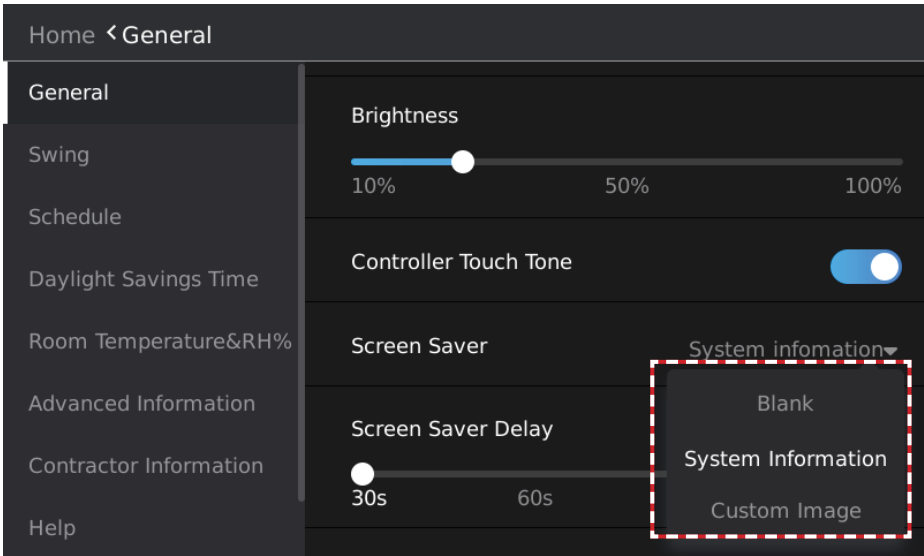 Home < General
General
Swing
Schedule
Daylight Savings Time
Room Temperature&RH%
Advanced Information
Contractor Information
Help
Brightness
10% 50% 100%
Controller Touch Tone
Screen Saver System infomation
Blank
System Information
Custom Image
Screen Saver Delay
30s 60s